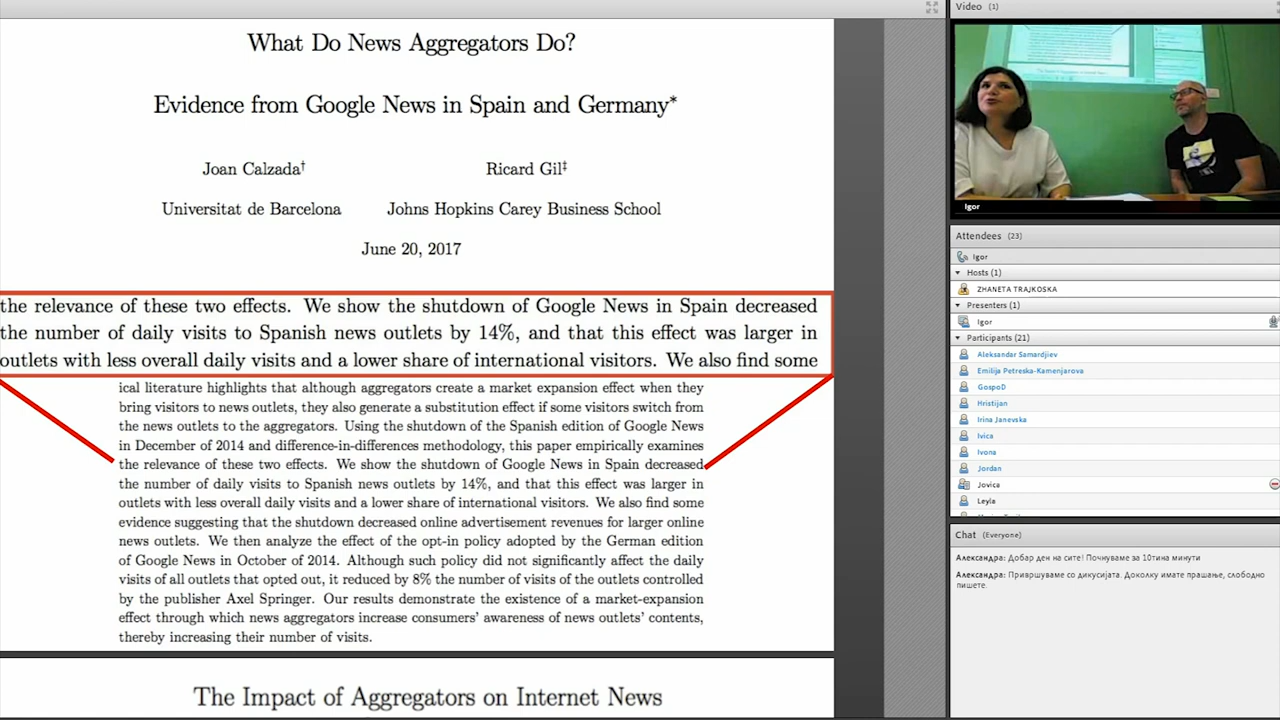 What Do News Aggregators Do?
Evidence from Google News in Spain and Germany*
Joan Calzada†
Ricard Gil‡
Universitat de Barcelona
Johns Hopkins Carey Business School
June 20, 2017
the relevance of these two effects. We show the shutdown of Google News in Spain decreased
the number of daily visits to Spanish news outlets by 14%, and that this effect was larger in
outlets with less overall daily visits and a lower share of international visitors. We also find some
ical literature highlights that although aggregators create a market expansion effect when they
bring visitors to news outlets, they also generate a substitution effect if some visitors switch from
the news outlets to the aggregators. Using the shutdown of the Spanish edition of Google News
in December of 2014 and difference-in-differences methodology, this paper empirically examines
the relevance of these two effects. We show the shutdown of Google News in Spain decreased
the number of daily visits to Spanish news outlets by 14%, and that this effect was larger in
outlets with less overall daily visits and a lower share of international visitors. We also find some
evidence suggesting that the shutdown decreased online advertisement revenues for larger online
news outlets. We then analyze the effect of the opt-in policy adopted by the German edition
of Google News in October of 2014. Although such policy did not significantly affect the daily
visits of all outlets that opted out, it reduced by 8% the number of visits of the outlets controlled
by the publisher Axel Springer. Our results demonstrate the existence of a market-expansion
effect through which news aggregators increase consumers' awareness of news outlets' contents,
thereby increasing their number of visits.
The Impact of Aggregators on Internet News
Video (1)
Igor
Attendees (23)
Igor
Hosts (1)
ZHANETA TRAJKOSKA
Presenters (1)
Igor
Participants (21)
Aleksandar Samardjiev
Emilija Petreska-Kamenjarova
GospoD
Hristijan
Irina Janevska
Ivica
Ivona
Jordan
Jovica
Leyla
Chat (Everyone)
Александра: Добар ден на сите! Почнуваме за 10тина минути
Александра: Привршуваме со дикусијата. Доколку имате прашање, слободно
пишете.